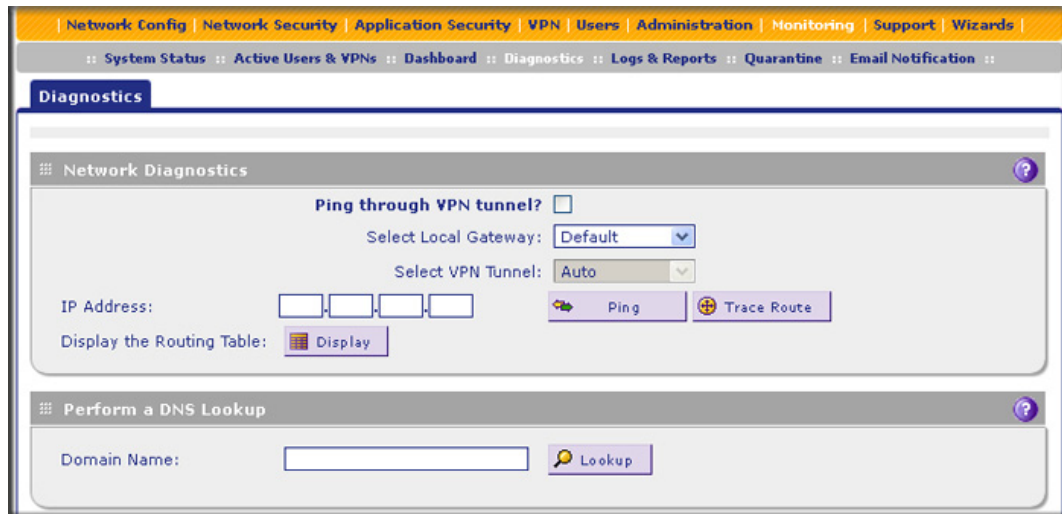 | Network Config | Network Security | Application Security | VPN | Users | Administration | Monitoring | Support | Wizards |
:: System Status :: Active Users & VPNs :: Dashboard :: Diagnostics :: Logs & Reports :: Quarantine :: Email Notification ::
Diagnostics
Network Diagnostics ?
Ping through VPN tunnel?
Select Local Gateway: Default
Select VPN Tunnel: Auto
IP Address: . . . Ping Trace Route
Display the Routing Table: Display
Perform a DNS Lookup ?
Domain Name: Lookup